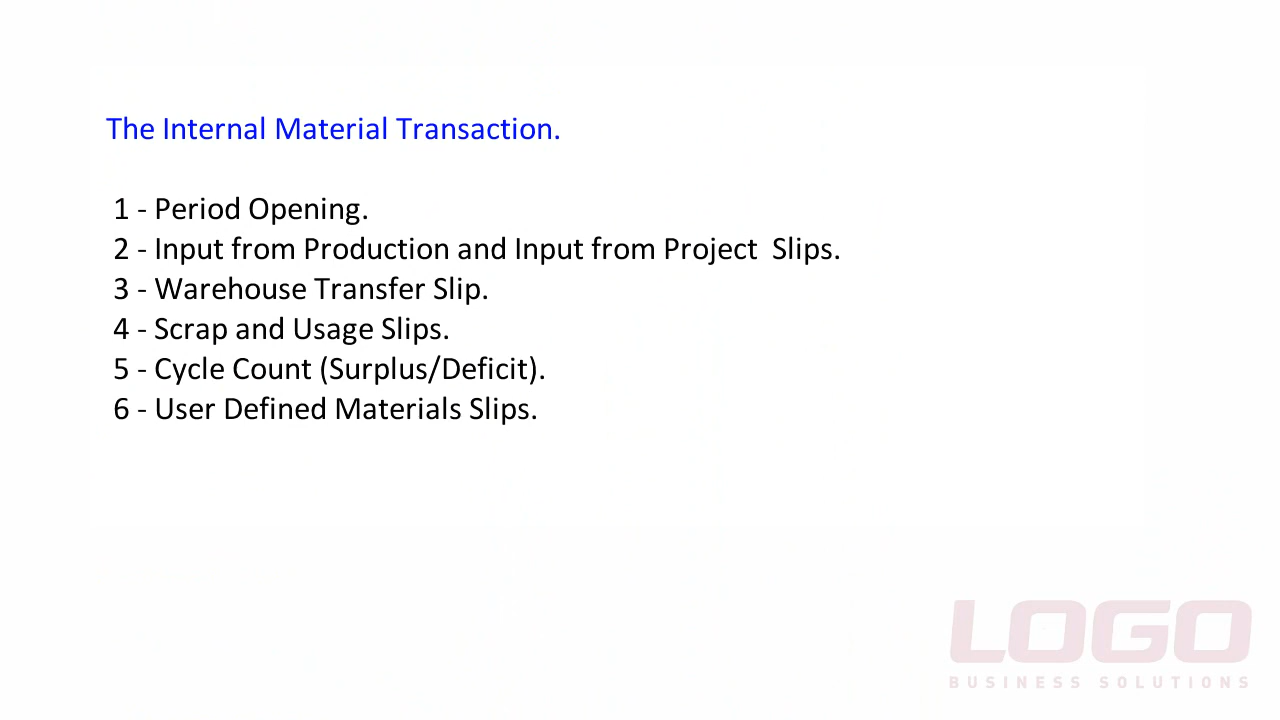 The Internal Material Transaction.
1 - Period Opening.
2 - Input from Production and Input from Project  Slips.
3 - Warehouse Transfer Slip.
4 - Scrap and Usage Slips.
5 - Cycle Count (Surplus/Deficit).
6 - User Defined Materials Slips.
LOGO
BUSINESS SOLUTIONS